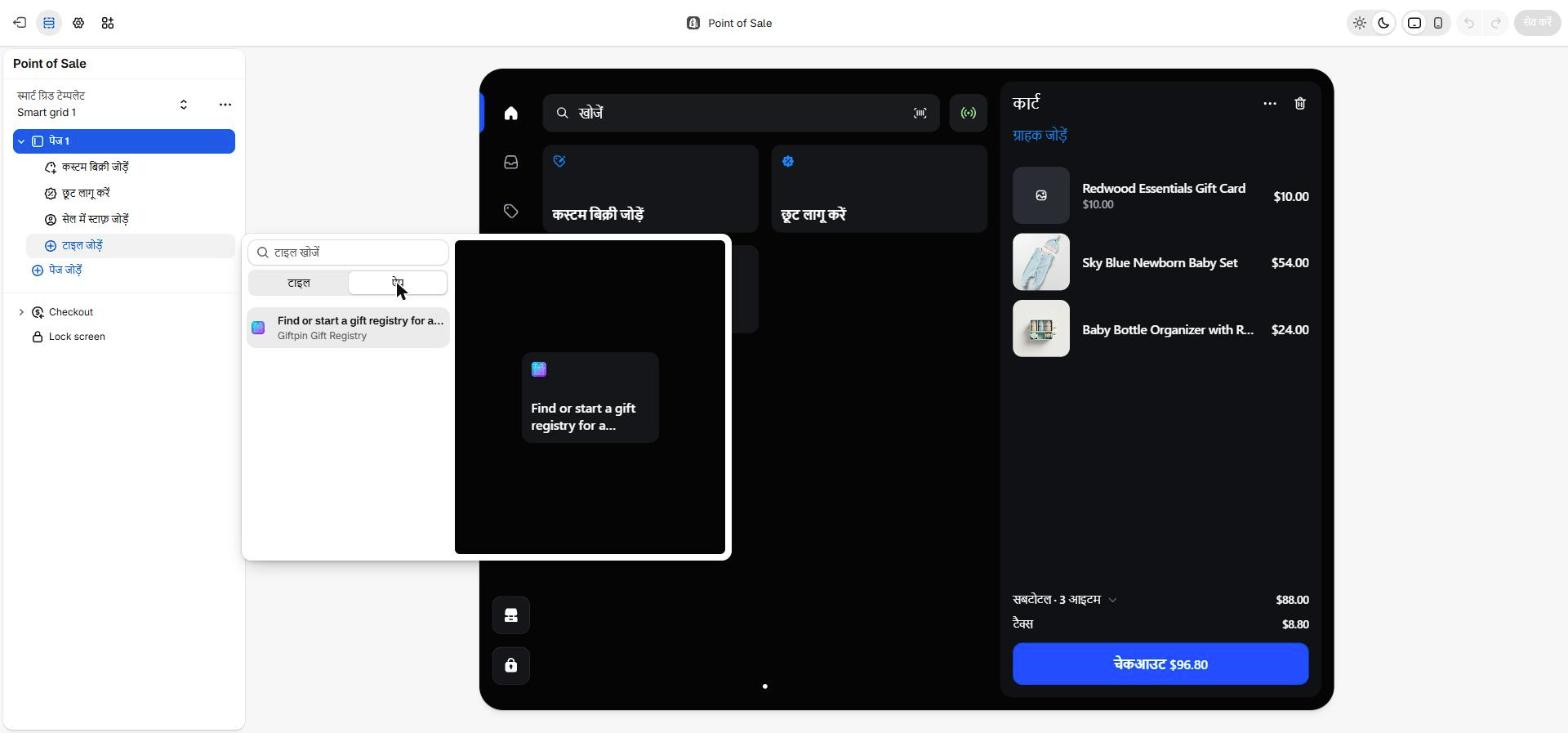 Point of Sale
सेव करें
Point of Sale
स्मार्ट ग्रिड टेम्पलेट
Smart grid 1
पेज 1
कस्टम बिक्री जोड़ें
छूट लागू करें
सेल में स्टाफ़ जोड़ें
टाइल जोड़ें
पेज जोड़ें
Checkout
Lock screen
टाइल खोजें
टाइल
Find or start a gift registry for a...
Giftpin Gift Registry
Find or start a gift
registry for a...
खोजें
कस्टम बिक्री जोड़ें
छूट लागू करें
कार्ट
ग्राहक जोड़ें
Redwood Essentials Gift Card
$10.00
$10.00
Sky Blue Newborn Baby Set
$54.00
Baby Bottle Organizer with R...
$24.00
सबटोटल · 3 आइटम
$88.00
टैक्स
$8.80
चेकआउट $96.80